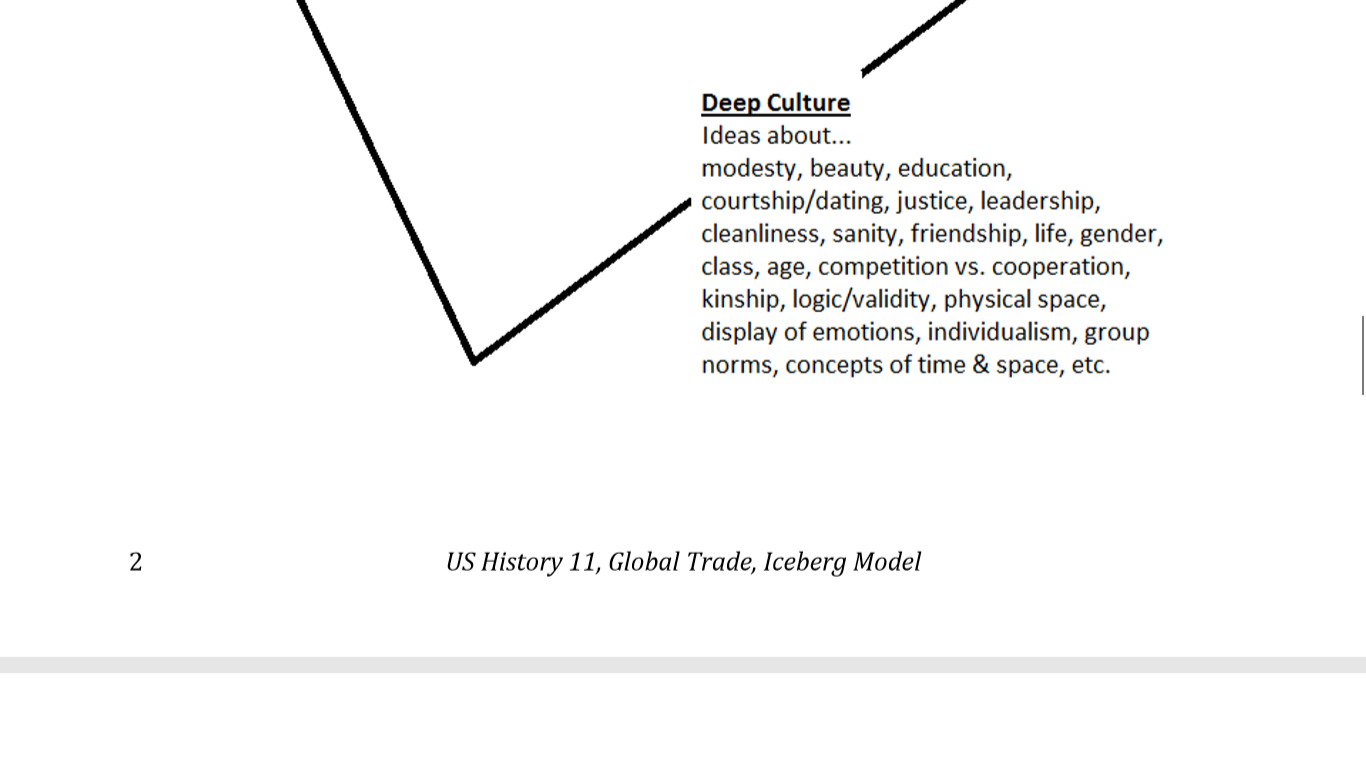 Deep Culture
Ideas about...
modesty, beauty, education,
courtship/dating, justice, leadership,
cleanliness, sanity, friendship, life, gender,
class, age, competition vs. cooperation,
kinship, logic/validity, physical space,
display of emotions, individualism, group
norms, concepts of time & space, etc.
2
US History 11, Global Trade, Iceberg Model